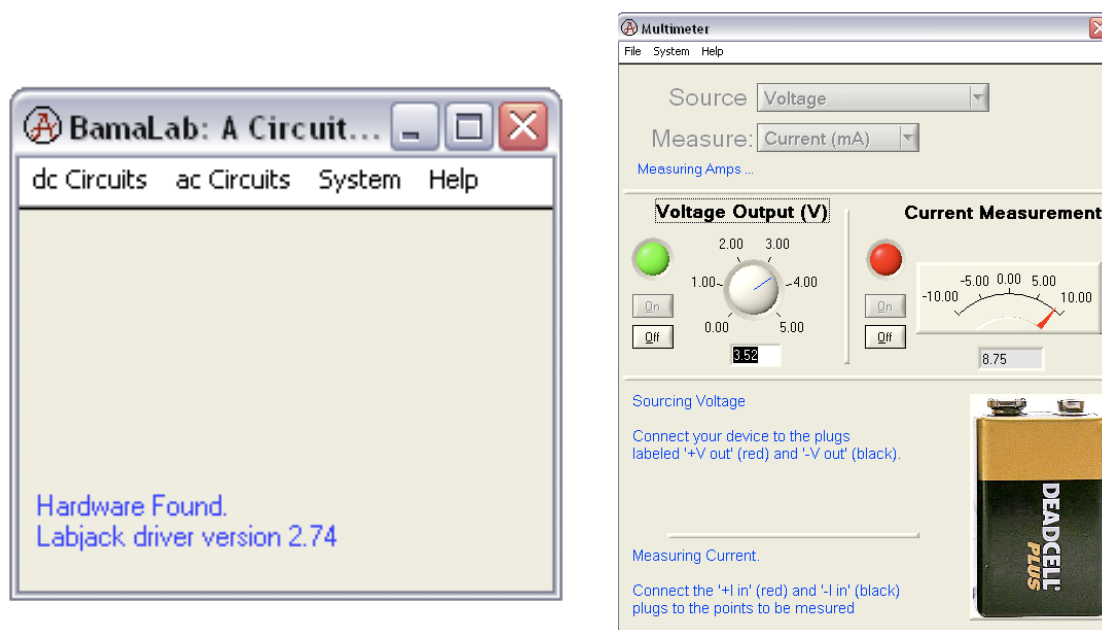 BamaLab: A Circuit...
dc Circuits ac Circuits System Help
Hardware Found.
Labjack driver version 2.74
Multimeter
File System Help
Source Voltage
Measure: Current (mA)
Measuring Amps ...
Voltage Output (V)
2.00 3.00
1.00 4.00
0.00 5.00
On
Off
3.52
Current Measurement
-5.00 0.00 5.00
-10.00 10.00
On
Off
8.75
Sourcing Voltage
Connect your device to the plugs
labeled '+V out' (red) and '-V out' (black).
Measuring Current.
Connect the '+I in' (red) and '-I in' (black)
plugs to the points to be mesured
DEADCELL
PLUS